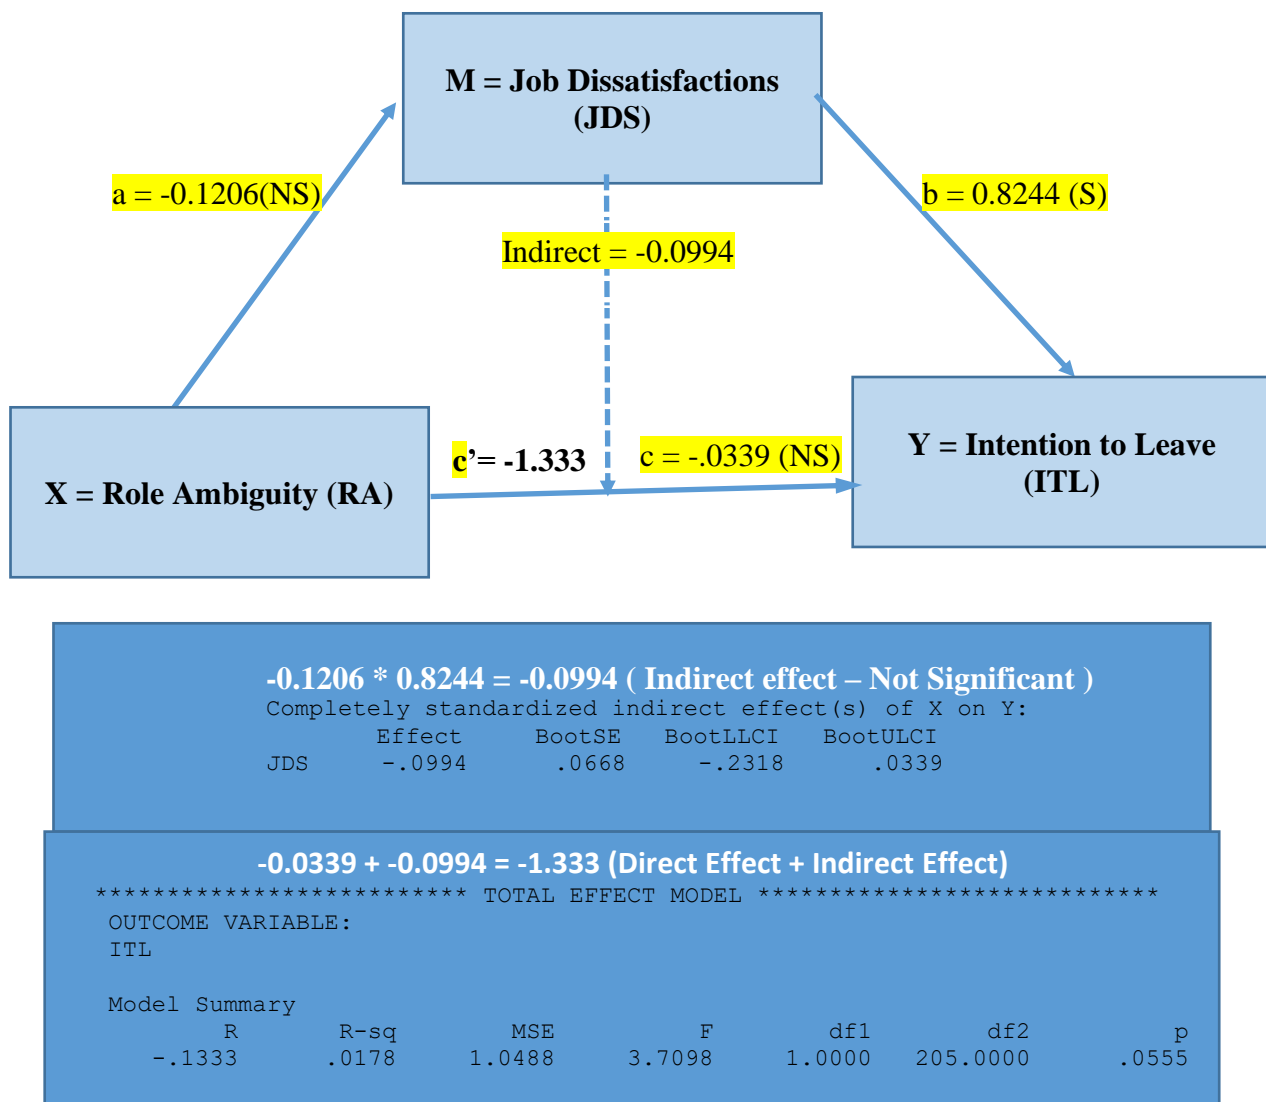 M = Job Dissatisfactions
(JDS)
a = -0.1206(NS)
b = 0.8244 (S)
Indirect = -0.0994
X = Role Ambiguity (RA)
c’= -1.333
c = -.0339 (NS)
Y = Intention to Leave
(ITL)
-0.1206 * 0.8244 = -0.0994 ( Indirect effect – Not Significant )
Completely standardized indirect effect(s) of X on Y:
Effect BootSE BootLLCI BootULCI
JDS -.0994 .0668 -.2318 .0339
-0.0339 + -0.0994 = -1.333 (Direct Effect + Indirect Effect)
************************** TOTAL EFFECT MODEL ****************************
OUTCOME VARIABLE:
ITL
Model Summary
R R-sq MSE F df1 df2 p
-.1333 .0178 1.0488 3.7098 1.0000 205.0000 .0555